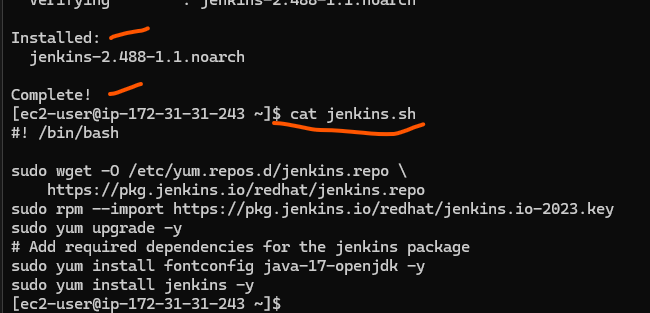 Verifying : jenkins-2.488-1.1.noarch
Installed:
jenkins-2.488-1.1.noarch
Complete!
[ec2-user@ip-172-31-31-243 ~]$ cat jenkins.sh
#! /bin/bash
sudo wget -O /etc/yum.repos.d/jenkins.repo \
https://pkg.jenkins.io/redhat/jenkins.repo
sudo rpm --import https://pkg.jenkins.io/redhat/jenkins.io-2023.key
sudo yum upgrade -y
# Add required dependencies for the jenkins package
sudo yum install fontconfig java-17-openjdk -y
sudo yum install jenkins -y
[ec2-user@ip-172-31-31-243 ~]$